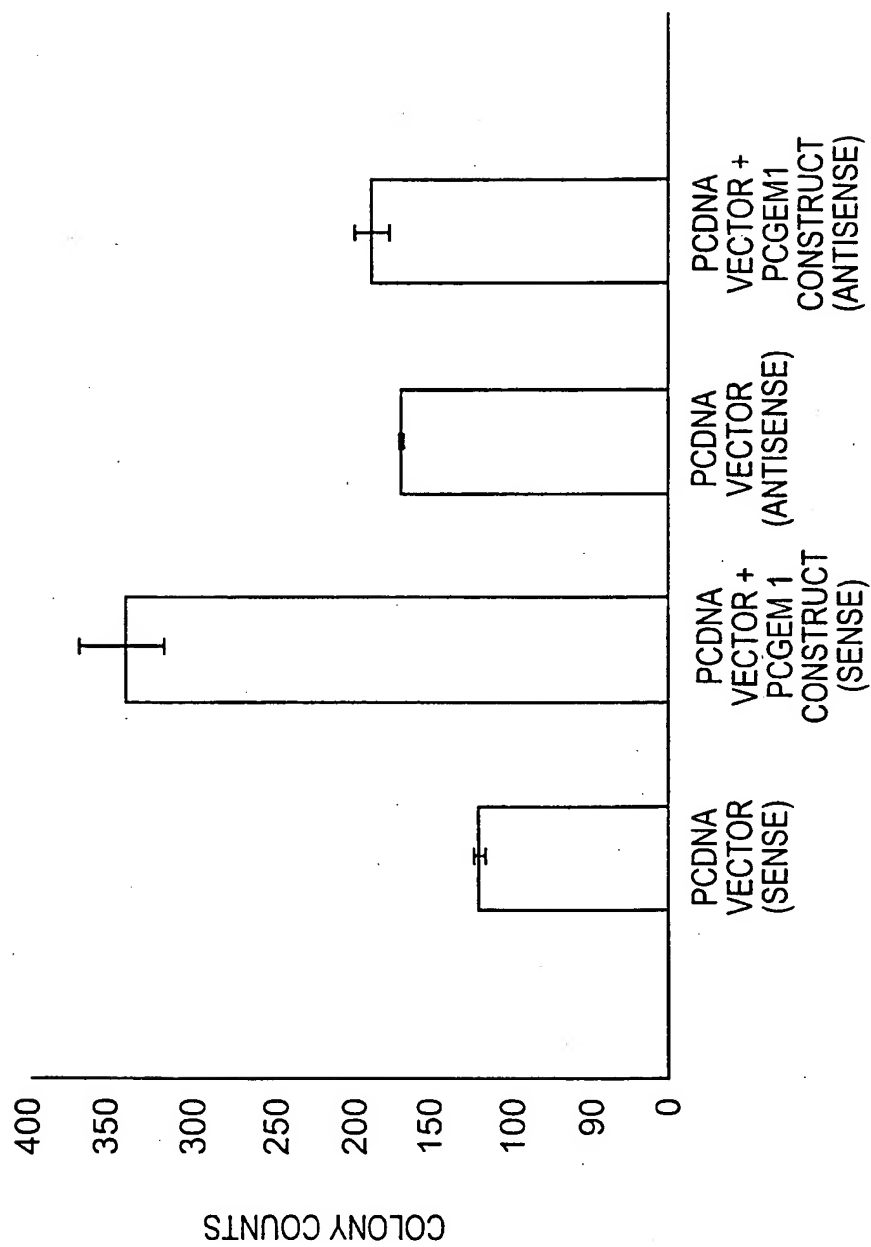 COLONY COUNTS
400
350
300
250
200
150
100
90
0
PCDNA
VECTOR
(SENSE)
PCDNA
VECTOR +
PCGEM 1
CONSTRUCT
(SENSE)
PCDNA
VECTOR
(ANTISENSE)
PCDNA
VECTOR +
PCGEM1
CONSTRUCT
(ANTISENSE)